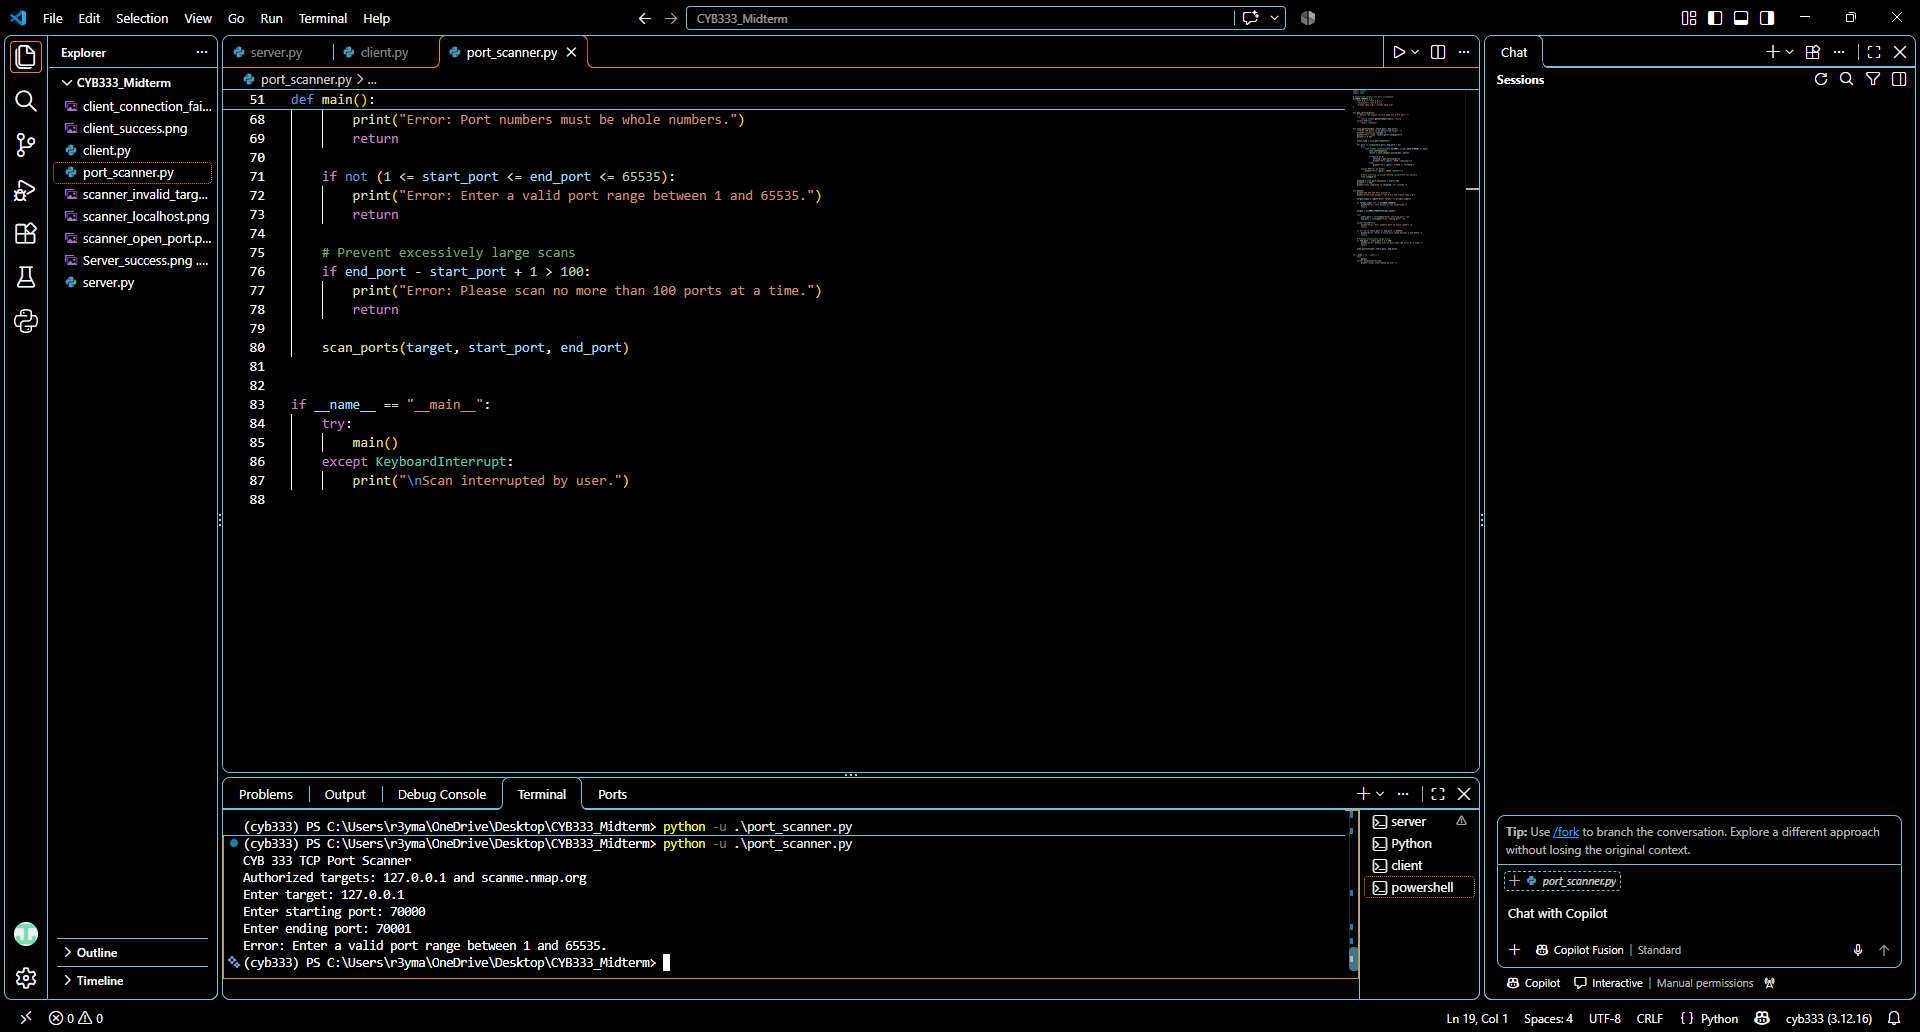 File Edit Selection View Go Run Terminal Help
CYB333_Midterm
Explorer
CYB333_Midterm
client_connection_fai...
client_success.png
client.py
port_scanner.py
scanner_invalid_targ...
scanner_localhost.png
scanner_open_port.p...
Server_success.png ....
server.py
Outline
Timeline
server.py
client.py
port_scanner.py
port_scanner.py > ...
51 def main():
68 print("Error: Port numbers must be whole numbers.")
69 return
70
71 if not (1 <= start_port <= end_port <= 65535):
72 print("Error: Enter a valid port range between 1 and 65535.")
73 return
74
75 # Prevent excessively large scans
76 if end_port - start_port + 1 > 100:
77 print("Error: Please scan no more than 100 ports at a time.")
78 return
79
80 scan_ports(target, start_port, end_port)
81
82
83 if __name__ == "__main__":
84 try:
85 main()
86 except KeyboardInterrupt:
87 print("\nScan interrupted by user.")
88
Problems Output Debug Console Terminal Ports
(cyb333) PS C:\Users\r3yma\OneDrive\Desktop\CYB333_Midterm> python -u .\port_scanner.py
(cyb333) PS C:\Users\r3yma\OneDrive\Desktop\CYB333_Midterm> python -u .\port_scanner.py
CYB 333 TCP Port Scanner
Authorized targets: 127.0.0.1 and scanme.nmap.org
Enter target: 127.0.0.1
Enter starting port: 70000
Enter ending port: 70001
Error: Enter a valid port range between 1 and 65535.
(cyb333) PS C:\Users\r3yma\OneDrive\Desktop\CYB333_Midterm>
server
Python
client
powershell
Chat
Sessions
Tip: Use /fork to branch the conversation. Explore a different approach
without losing the original context.
port_scanner.py
Chat with Copilot
Copilot Fusion | Standard
Copilot Interactive | Manual permissions
0 0
Ln 19, Col 1 Spaces: 4 UTF-8 CRLF { } Python cyb333 (3.12.16)